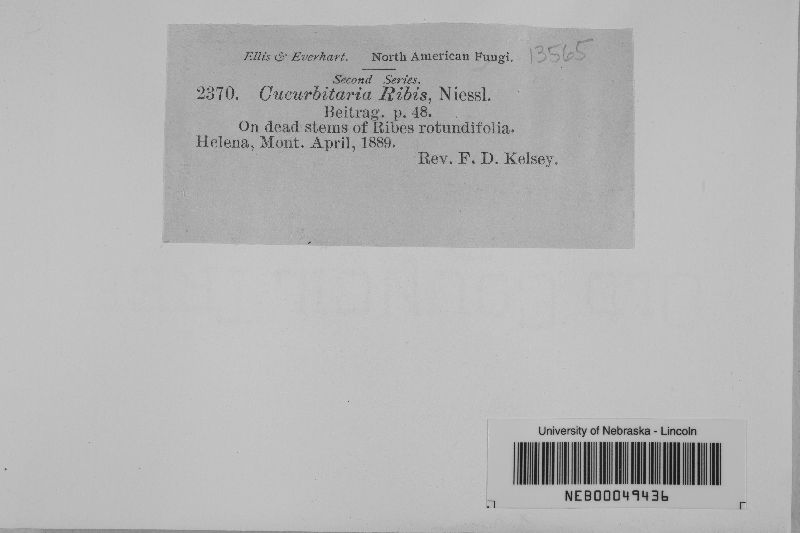 Ellis & Everhart. North American Fungi. 13565
Second Series.
2370. Cucurbitaria Ribis, Niessl.
Beitrag. p. 48.
On dead stems of Ribes rotundifolia.
Helena, Mont. April, 1889.
Rev. F. D. Kelsey.
University of Nebraska - Lincoln
NEB00049436